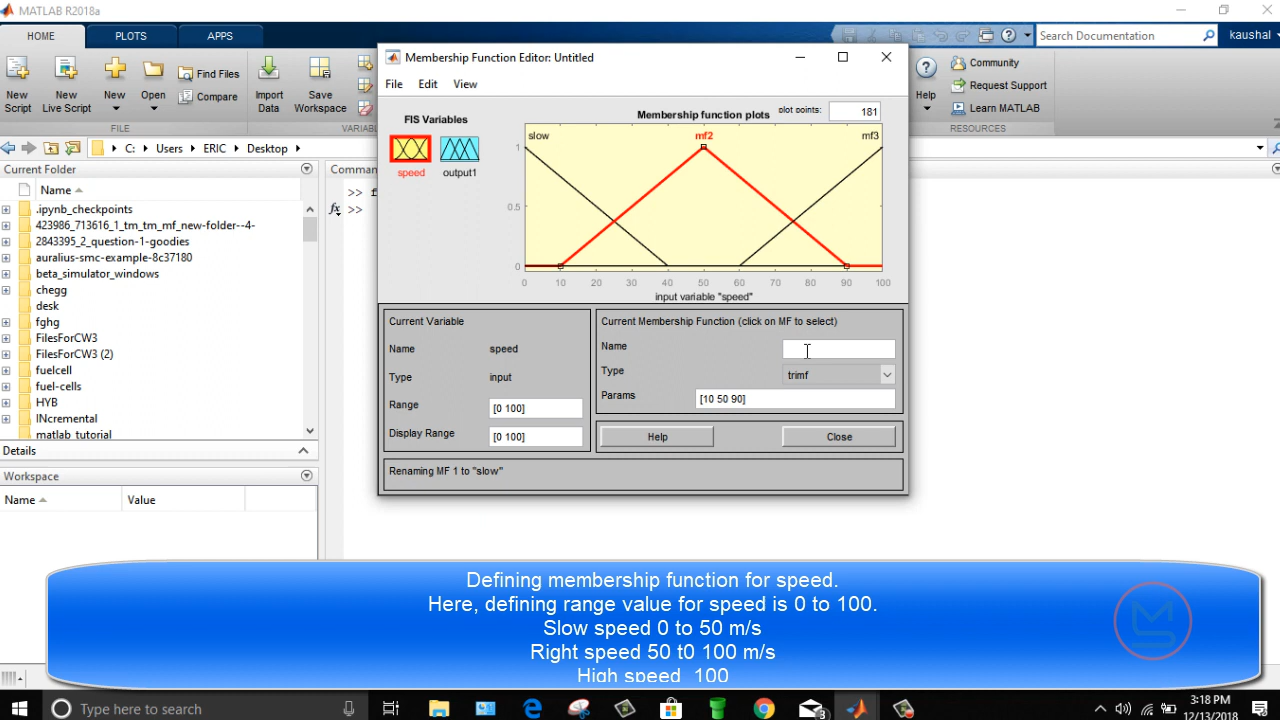 MATLAB R2018a
HOME
PLOTS
APPS
Search Documentation
kaushal
New Script
New Live Script
New
Open
Find Files
Compare
Import Data
Save Workspace
FILE
VARIAB
Help
Community
Request Support
Learn MATLAB
RESOURCES
C: Users ERIC Desktop
Current Folder
Name
.ipynb_checkpoints
423986_713616_1_tm_tm_mf_new-folder--4-
2843395_2_question-1-goodies
auralius-smc-example-8c37180
beta_simulator_windows
chegg
desk
fghg
FilesForCW3
FilesForCW3 (2)
fuelcell
fuel-cells
HYB
INcremental
matlab tutorial
Details
Workspace
Name
Value
Comman
>> f
fx >>
Membership Function Editor: Untitled
File
Edit
View
FIS Variables
speed
output1
Membership function plots
plot points:
181
slow
mf2
mf3
1
0.5
0
0 10 20 30 40 50 60 70 80 90 100
input variable "speed"
Current Variable
Name speed
Type input
Range [0 100]
Display Range [0 100]
Current Membership Function (click on MF to select)
Name
Type trimf
Params [10 50 90]
Help
Close
Renaming MF 1 to "slow"
Defining membership function for speed.
Here, defining range value for speed is 0 to 100.
Slow speed 0 to 50 m/s
Right speed 50 t0 100 m/s
High speed 100
Type here to search
3
3:18 PM
12/13/2018